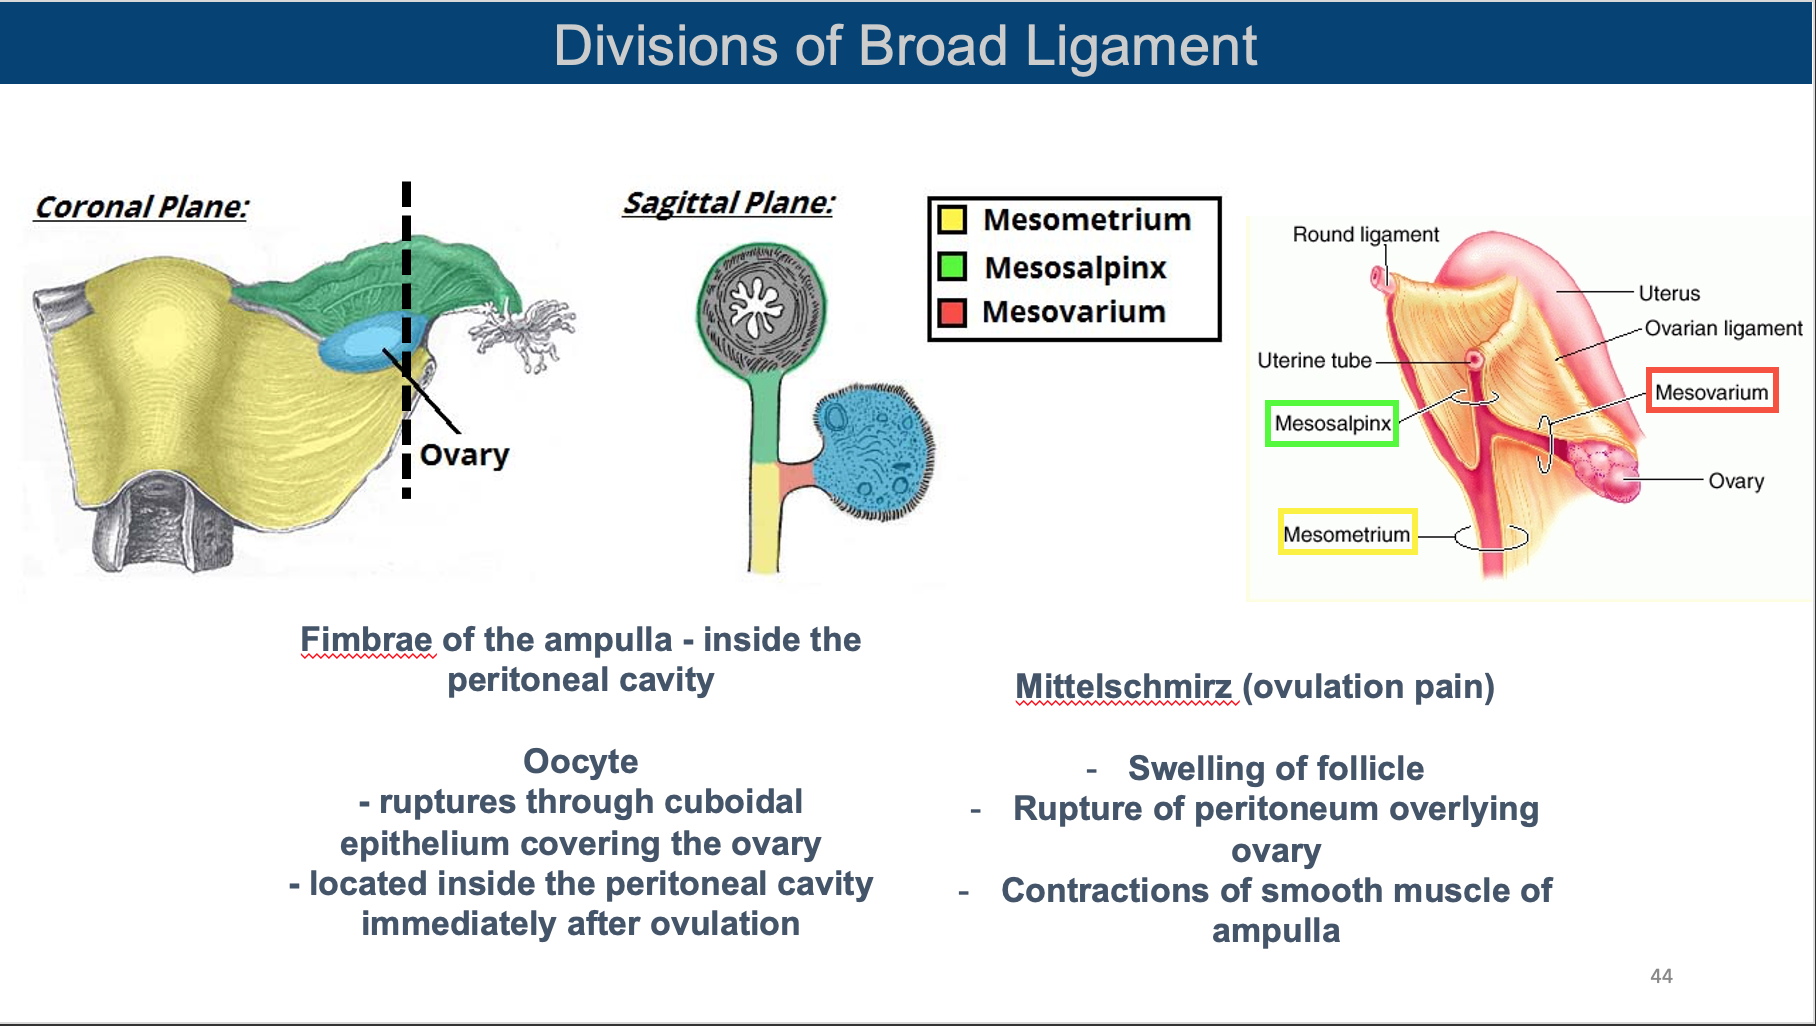 Divisions of Broad Ligament
Coronal Plane:
Ovary
Sagittal Plane:
Mesometrium
Mesosalpinx
Mesovarium
Round ligament
Uterus
Ovarian ligament
Uterine tube
Mesovarium
Mesosalpinx
Ovary
Mesometrium
Fimbrae of the ampulla - inside the
peritoneal cavity
Oocyte
- ruptures through cuboidal
epithelium covering the ovary
- located inside the peritoneal cavity
immediately after ovulation
Mittelschmirz (ovulation pain)
- Swelling of follicle
- Rupture of peritoneum overlying
ovary
- Contractions of smooth muscle of
ampulla
44